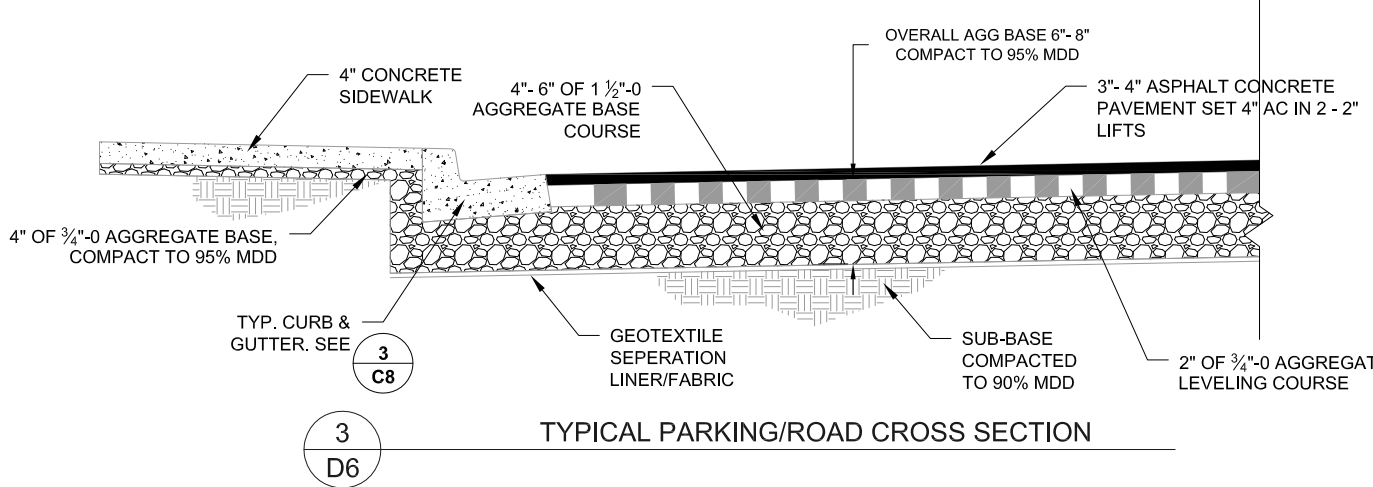 4" CONCRETE
SIDEWALK
4"- 6" OF 1 ½"-0
AGGREGATE BASE
COURSE
OVERALL AGG BASE 6"- 8"
COMPACT TO 95% MDD
3"- 4" ASPHALT CONCRETE
PAVEMENT SET 4" AC IN 2 - 2"
LIFTS
4" OF ¾"-0 AGGREGATE BASE,
COMPACT TO 95% MDD
TYP. CURB &
GUTTER. SEE
3
C8
GEOTEXTILE
SEPERATION
LINER/FABRIC
SUB-BASE
COMPACTED
TO 90% MDD
2" OF ¾"-0 AGGREGAT
LEVELING COURSE
3
D6
TYPICAL PARKING/ROAD CROSS SECTION